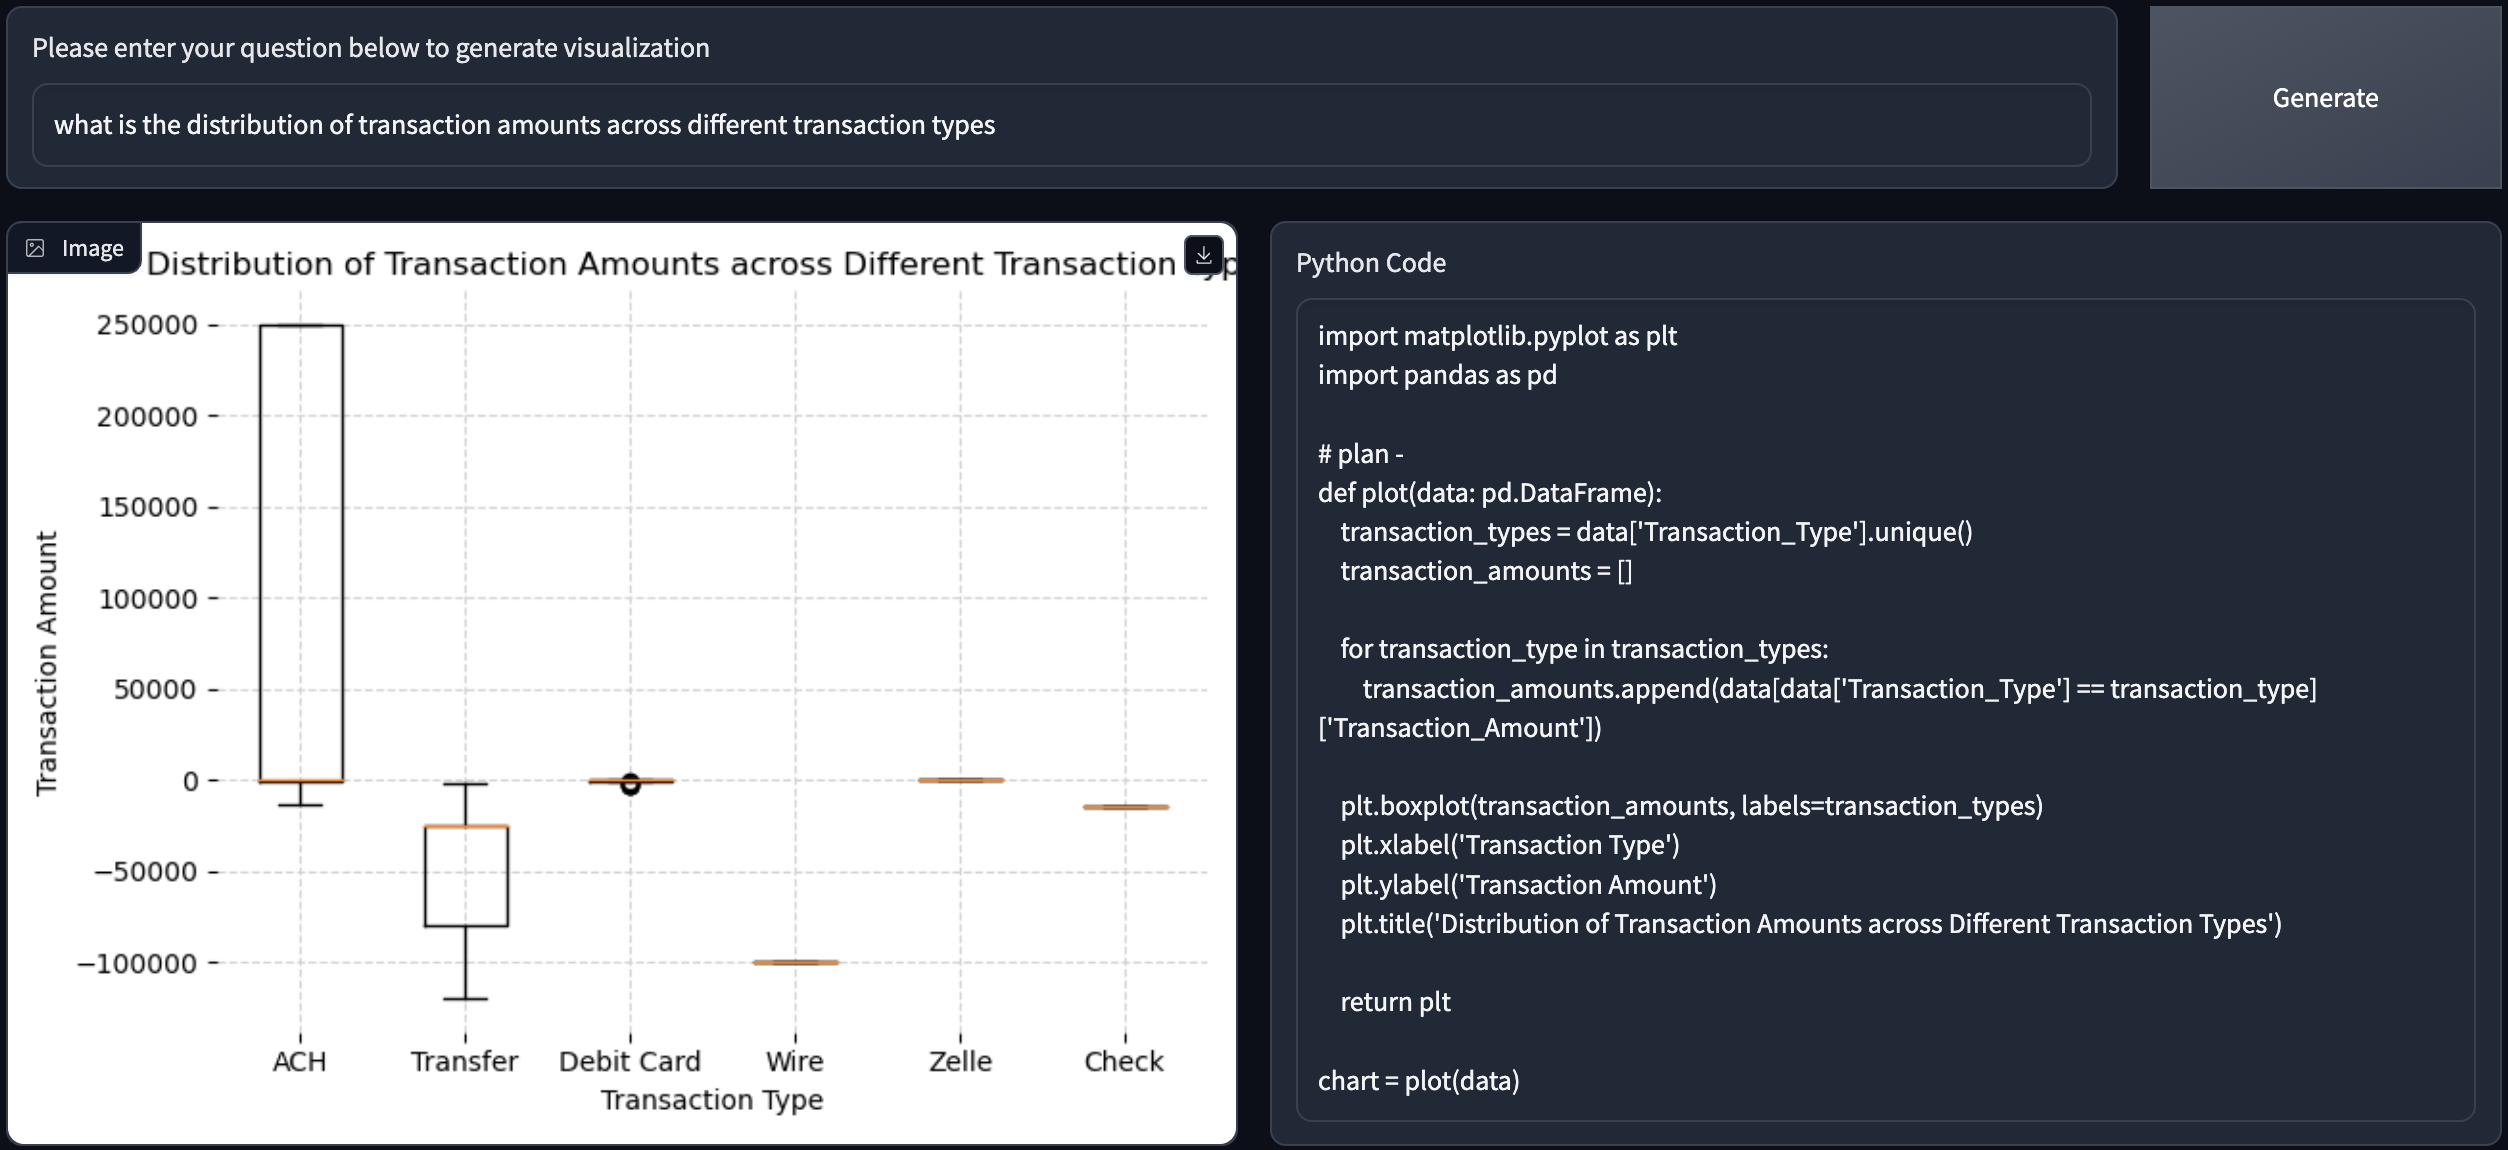 Please enter your question below to generate visualization
what is the distribution of transaction amounts across different transaction types
Generate
Image
Distribution of Transaction Amounts across Different Transaction
250000
200000
150000
100000
50000
0
−50000
−100000
Transaction Amount
ACH Transfer Debit Card Wire Zelle Check
Transaction Type
Python Code
import matplotlib.pyplot as plt
import pandas as pd
# plan -
def plot(data: pd.DataFrame):
transaction_types = data['Transaction_Type'].unique()
transaction_amounts = []
for transaction_type in transaction_types:
transaction_amounts.append(data[data['Transaction_Type'] == transaction_type]
['Transaction_Amount'])
plt.boxplot(transaction_amounts, labels=transaction_types)
plt.xlabel('Transaction Type')
plt.ylabel('Transaction Amount')
plt.title('Distribution of Transaction Amounts across Different Transaction Types')
return plt
chart = plot(data)